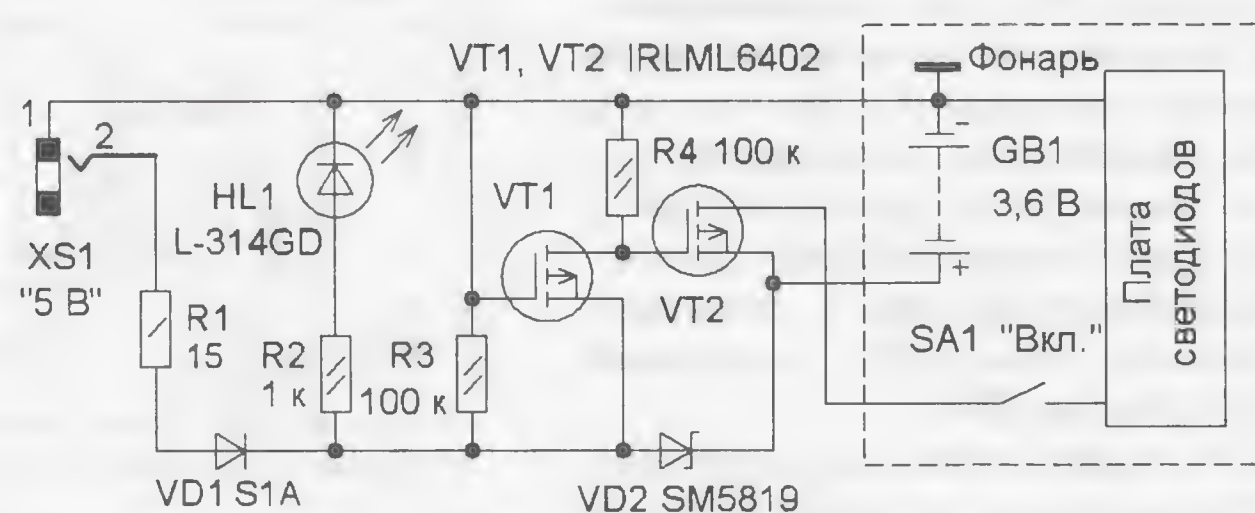 VT1, VT2 IRLML6402
Фонарь
1
2
R4 100 к
GB1
3,6 В
HL1
L-314GD
VT1
XS1
"5 В"
VT2
Плата
светодиодов
R1
15
R2
1 к
R3
100 к
SA1 "Вкл."
VD1 S1A
VD2 SM5819
-
+